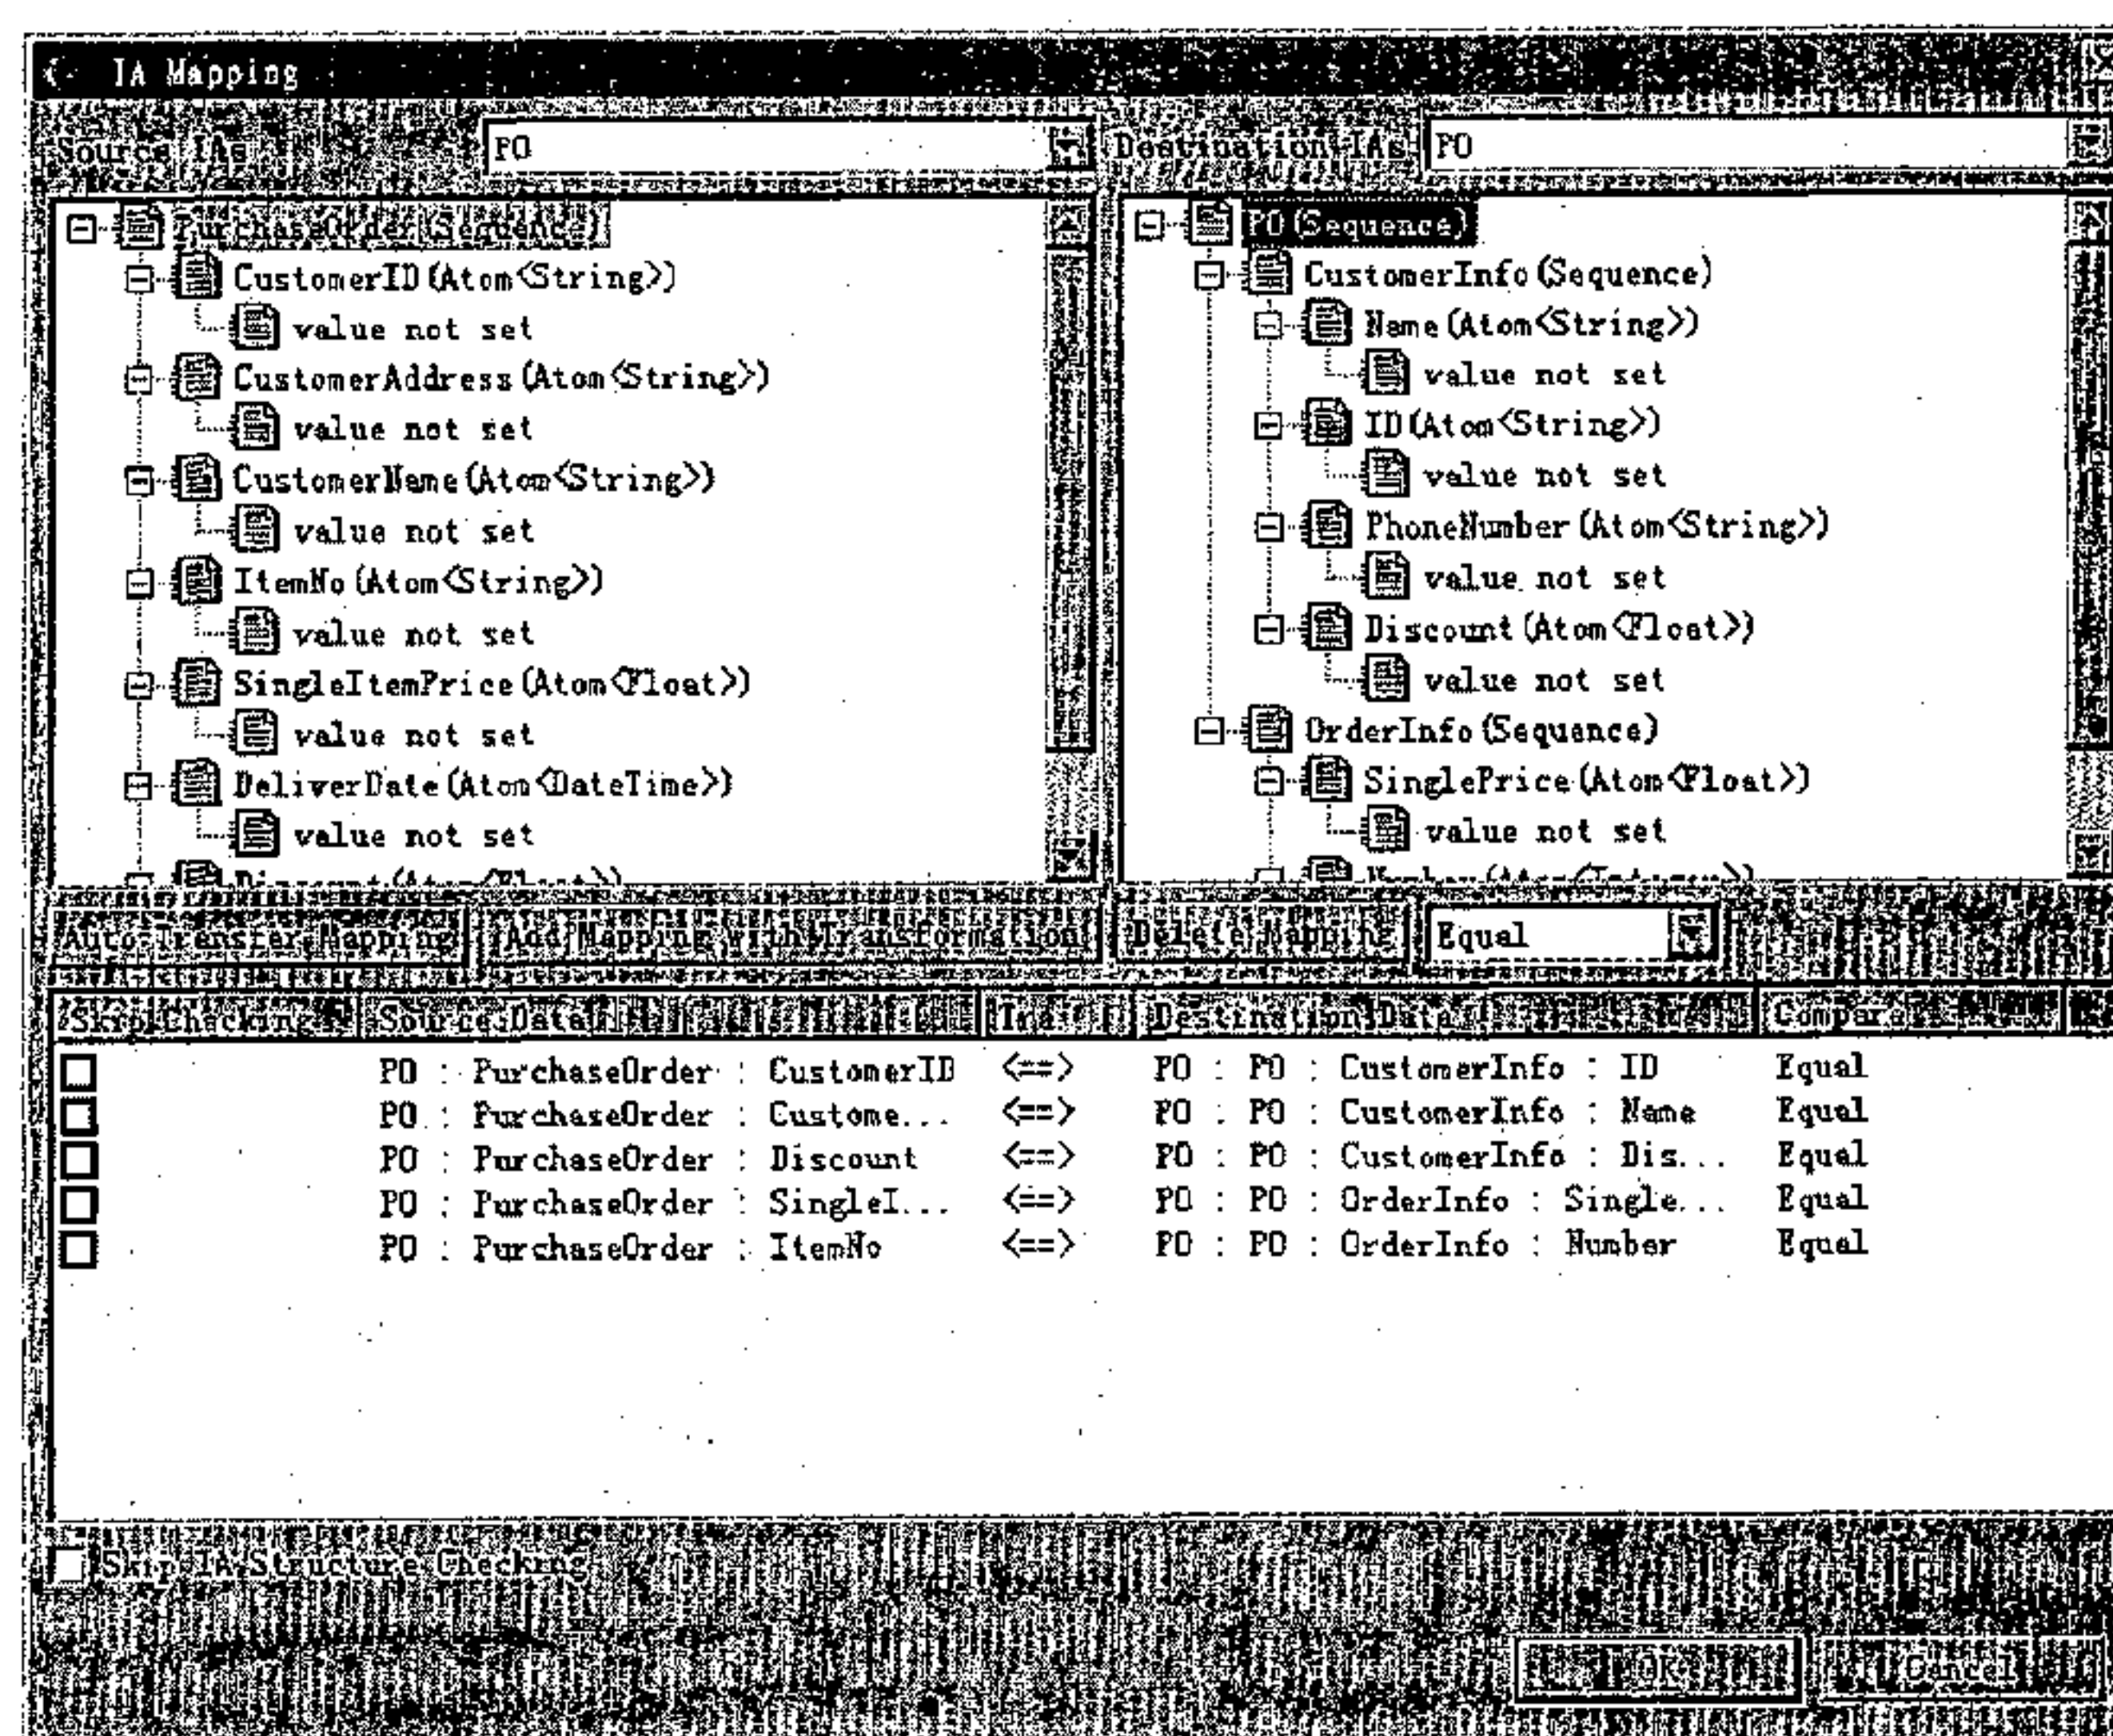 IA Mapping
Source IAs PO Destination IAs PO
PurchaseOrder(Sequence)
CustomerID(Atom<String>)
value not set
CustomerAddress(Atom<String>)
value not set
CustomerName(Atom<String>)
value not set
ItemNo(Atom<String>)
value not set
SingleItemPrice(Atom<Float>)
value not set
DeliverDate(Atom<DateTime>)
value not set
Discount(Atom<Float>)
PO(Sequence)
CustomerInfo(Sequence)
Name(Atom<String>)
value not set
ID(Atom<String>)
value not set
PhoneNumber(Atom<String>)
value not set
Discount(Atom<Float>)
value not set
OrderInfo(Sequence)
SinglePrice(Atom<Float>)
value not set
Number(Atom<Integer>)
Auto Transfer Mapping Add Mapping with Transformation Delete Mapping Equal
Skip Checking Source Data Destination Data Compare
PO : PurchaseOrder : CustomerID <==> PO : PO : CustomerInfo : ID Equal
PO : PurchaseOrder : Custome... <==> PO : PO : CustomerInfo : Name Equal
PO : PurchaseOrder : Discount <==> PO : PO : CustomerInfo : Dis... Equal
PO : PurchaseOrder : SingleI... <==> PO : PO : OrderInfo : Single... Equal
PO : PurchaseOrder : ItemNo <==> PO : PO : OrderInfo : Number Equal
Skip IA Structure Checking
OK Cancel